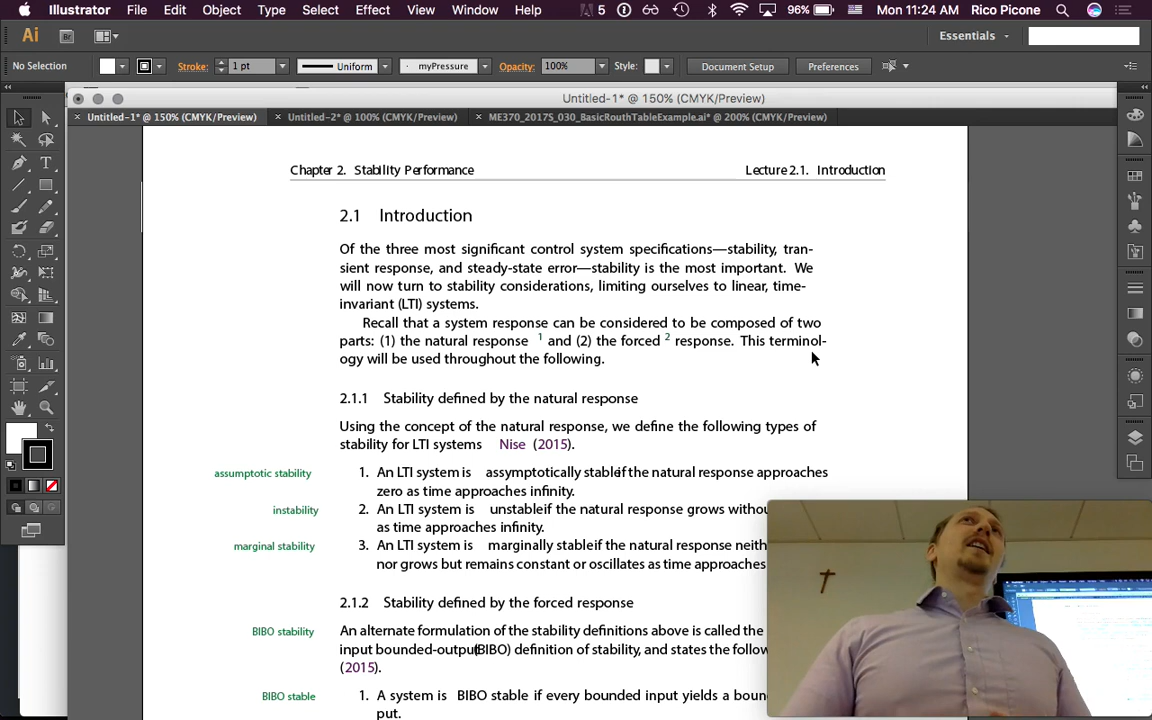 Illustrator File Edit Object Type Select Effect View Window Help 5 96% Mon 11:24 AM Rico Picone
Ai Br Essentials
No Selection Stroke: 1 pt Uniform myPressure Opacity: 100% Style: Document Setup Preferences
Untitled-1* @ 150% (CMYK/Preview)
Untitled-1* @ 150% (CMYK/Preview) Untitled-2* @ 100% (CMYK/Preview) ME370_2017S_030_BasicRouthTableExample.ai* @ 200% (CMYK/Preview)
Chapter 2. Stability Performance Lecture 2.1. Introduction
2.1 Introduction
Of the three most significant control system specifications—stability, tran-
sient response, and steady-state error—stability is the most important. We
will now turn to stability considerations, limiting ourselves to linear, time-
invariant (LTI) systems.
Recall that a system response can be considered to be composed of two
parts: (1) the natural response 1 and (2) the forced 2 response. This terminol-
ogy will be used throughout the following.
2.1.1 Stability defined by the natural response
Using the concept of the natural response, we define the following types of
stability for LTI systems Nise (2015).
assumptotic stability 1. An LTI system is assymptotically stable if the natural response approaches
zero as time approaches infinity.
instability 2. An LTI system is unstable if the natural response grows withou
as time approaches infinity.
marginal stability 3. An LTI system is marginally stable if the natural response neith
nor grows but remains constant or oscillates as time approaches
2.1.2 Stability defined by the forced response
BIBO stability An alternate formulation of the stability definitions above is called the
input bounded-output (BIBO) definition of stability, and states the follow
(2015).
BIBO stable 1. A system is BIBO stable if every bounded input yields a boun
put.